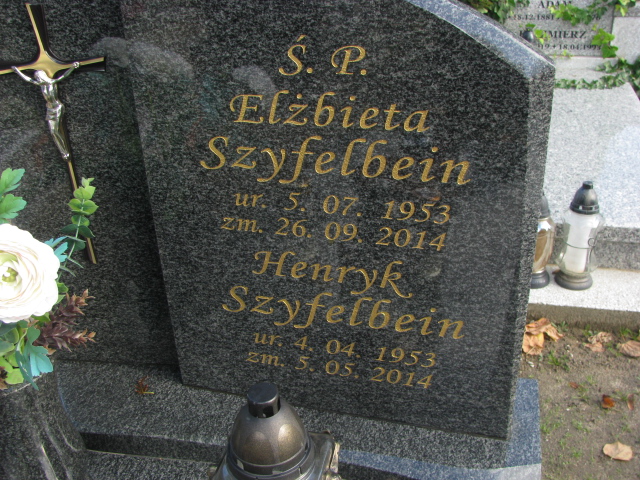 Ś. P.
Elżbieta
Szyfelbein
ur. 5. 07. 1953
zm. 26. 09. 2014
Henryk
Szyfelbein
ur. 4. 04. 1953
zm. 5. 05. 2014
ADAM